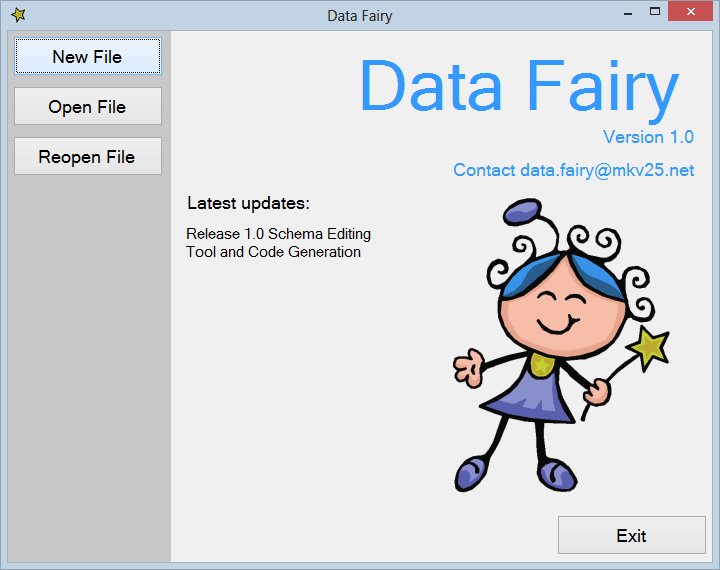 Data Fairy
New File
Open File
Reopen File
Data Fairy
Version 1.0
Contact data.fairy@mkv25.net
Latest updates:
Release 1.0 Schema Editing
Tool and Code Generation
Exit